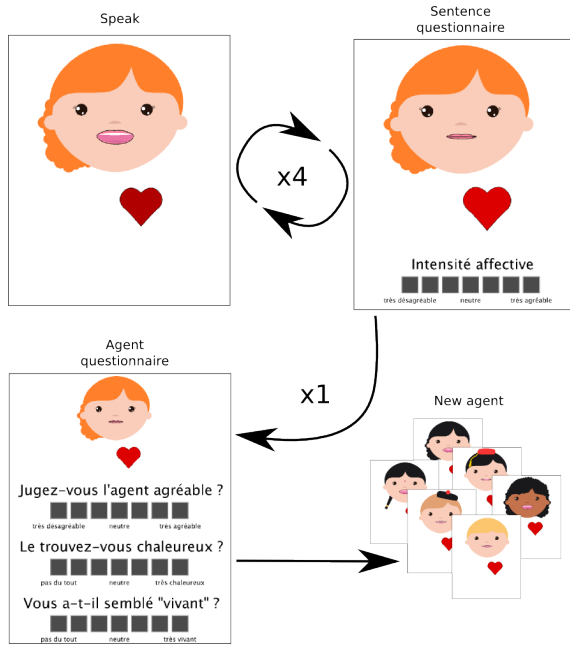 Speak
Sentence
questionnaire
x4
Intensité affective
très désagréable neutre très agréable
Agent
questionnaire
x1
New agent
Jugez-vous l'agent agréable ?
très désagréable neutre très agréable
Le trouvez-vous chaleureux ?
pas du tout neutre très chaleureux
Vous a-t-il semblé "vivant" ?
pas du tout neutre très vivant